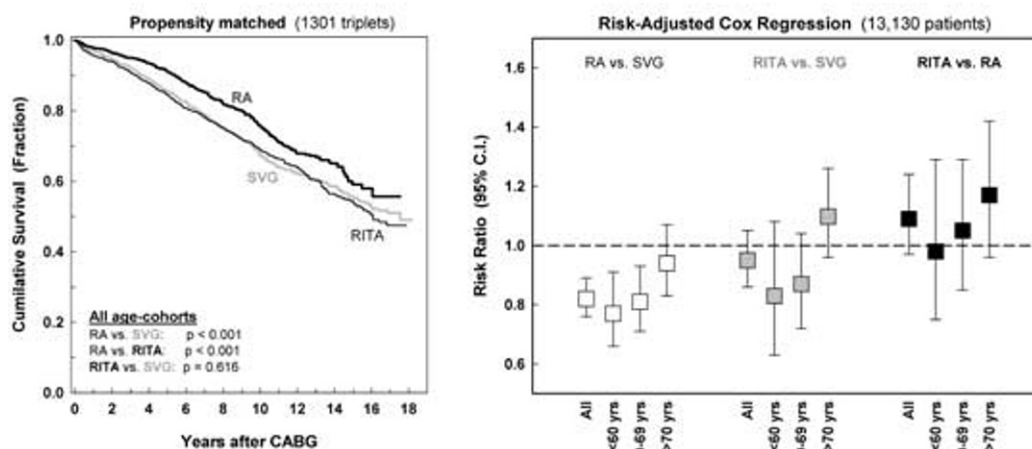 Propensity matched (1301 triplets)
1.0
0.8
0.6
0.4
0.2
0.0
Cumilative Survival (Fraction)
RA
SVG
RITA
All age-cohorts
RA vs. SVG: p < 0.001
RA vs. RITA: p < 0.001
RITA vs. SVG: p = 0.616
0 2 4 6 8 10 12 14 16 18
Years after CABG
Risk-Adjusted Cox Regression (13,130 patients)
RA vs. SVG RITA vs. SVG RITA vs. RA
1.6
1.4
1.2
1.0
0.8
0.6
Risk Ratio (95% C.I.)
All
<60 yrs
-69 yrs
>70 yrs
All
<60 yrs
-69 yrs
>70 yrs
All
<60 yrs
-69 yrs
>70 yrs